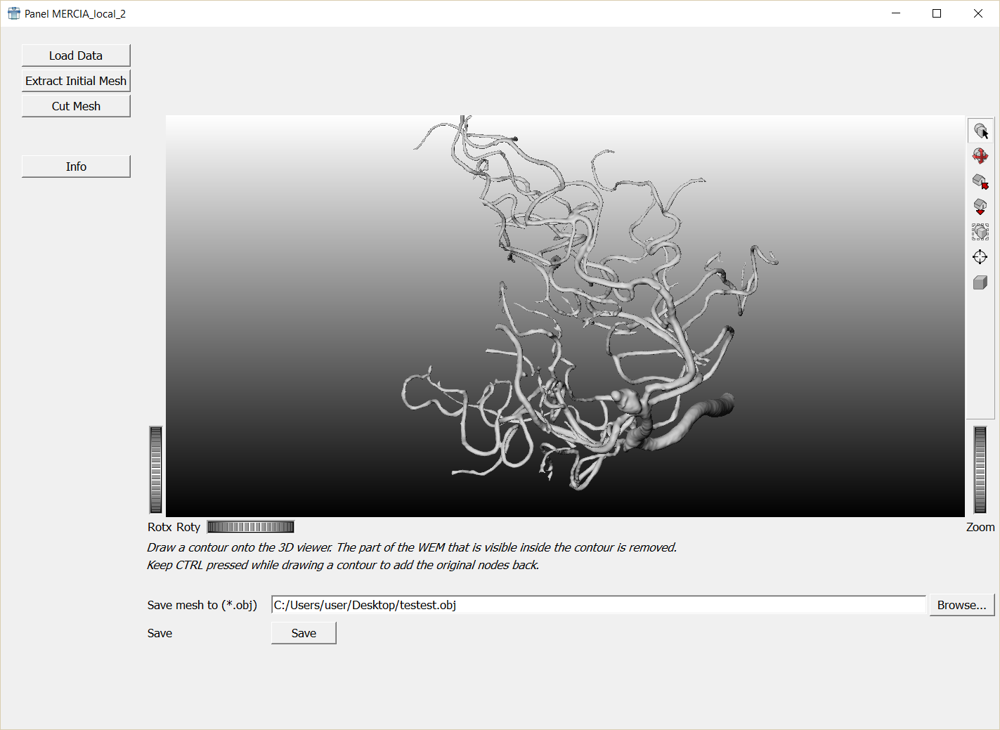 Panel MERCIA_local_2
Load Data
Extract Initial Mesh
Cut Mesh
Info
Rotx Roty
Zoom
Draw a contour onto the 3D viewer. The part of the WEM that is visible inside the contour is removed.
Keep CTRL pressed while drawing a contour to add the original nodes back.
Save mesh to (*.obj)
C:/Users/user/Desktop/testest.obj
Browse...
Save
Save